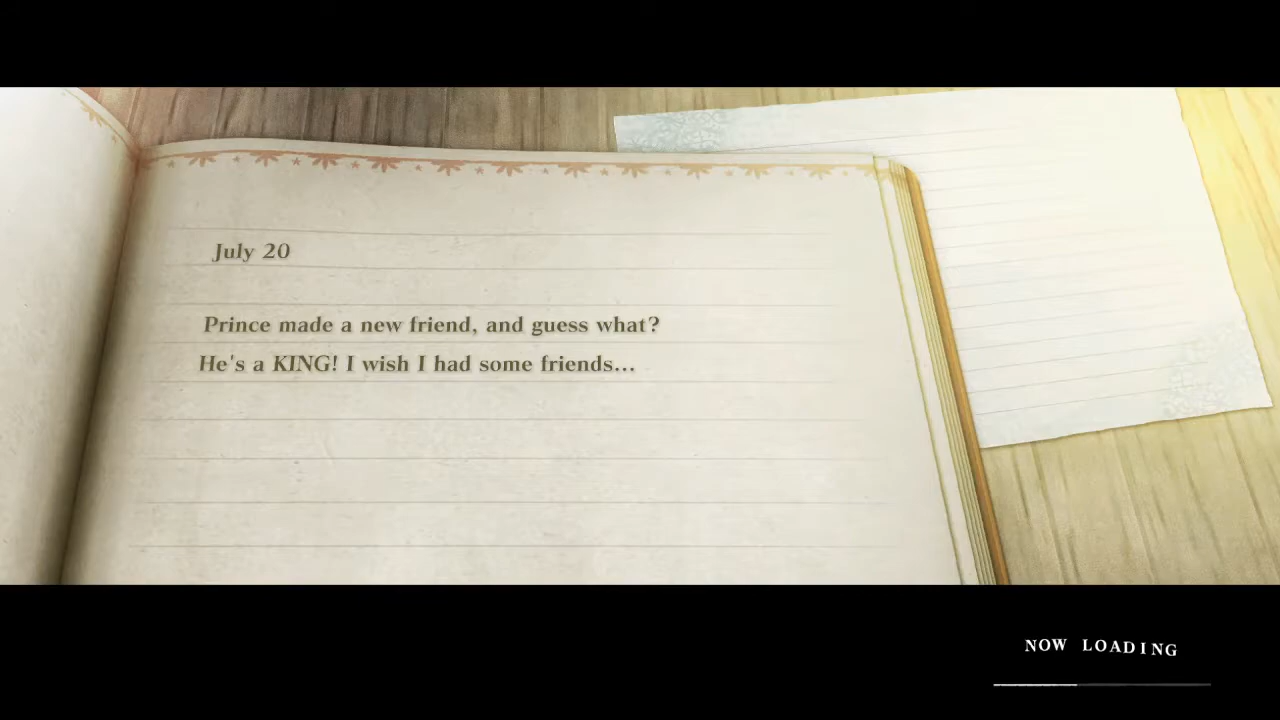 July 20
Prince made a new friend, and guess what?
He's a KING! I wish I had some friends...
NOW LOADING